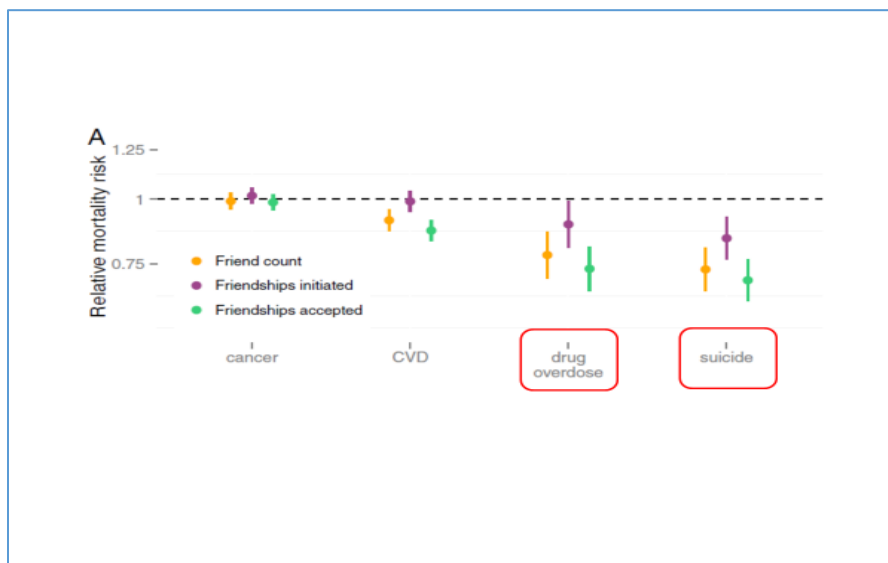 A
1.25
1
0.75
Relative mortality risk
Friend count
Friendships initiated
Friendships accepted
cancer
CVD
drug
overdose
suicide